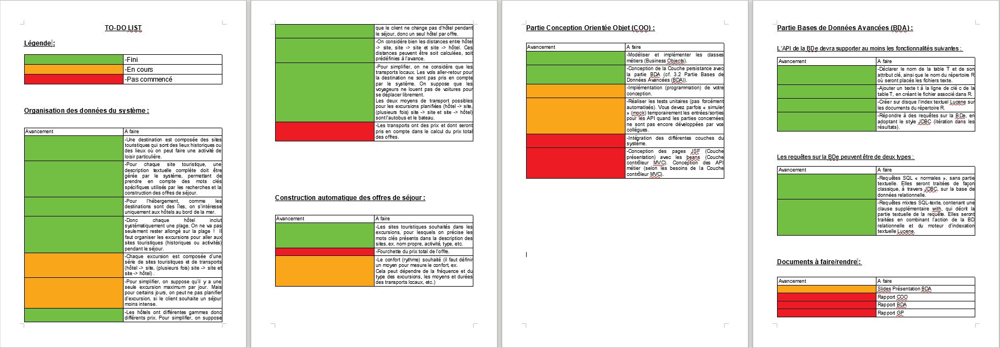 TO-DO LIST
Légende :
-Fini
-En cours
-Pas commencé
Organisation des données du système :
Avancement
A faire
-Une destination est composée des sites
touristiques qui sont des lieux historiques ou
des lieux où on peut faire une activité de
loisir particulière.
-Pour chaque site touristique, une
description textuelle complète doit être
gérée par le système, permettant de
prendre en compte des mots clés
spécifiques utilisés par les recherches et la
construction des offres de séjour.
-Pour l'hébergement, comme les
destinations sont des îles, on s'intéresse
uniquement aux hôtels au bord de la mer.
-Donc chaque hôtel inclut
systématiquement une plage. On ne va pas
seulement rester allongé sur la plage ! Il
faut organiser les excursions pour aller aux
sites touristiques (historiques ou activités)
pendant le séjour.
-Chaque excursion est composée d'une
série de sites touristiques et de transports
(hôtel -> site, (plusieurs fois) site -> site et
site -> hôtel) .
-Pour simplifier, on suppose qu'il y a une
seule excursion maximum par jour. Mais
pour certains jours, on peut ne pas planifier
d'excursion, si le client souhaite un séjour
moins intense.
-Les hôtels ont différentes gammes donc
différents prix. Pour simplifier, on suppose
que le client ne change pas d'hôtel pendant
le séjour, donc un seul hôtel par offre.
-On considère bien les distances entre hôtel
-> site, site -> site et site -> hôtel. Ces
distances peuvent être soit calculées, soit
prédéfinies à l'avance.
-Pour simplifier, on ne considère que les
transports locaux. Les vols aller-retour pour
la destination ne sont pas pris en compte
par le système. On suppose que les
voyageurs ne louent pas de voitures pour
se déplacer librement.
Les deux moyens de transport possibles
pour les excursions planifiées (hôtel -> site,
(plusieurs fois) site -> site et site -> hôtel)
sont l'autobus et le bateau.
-Les transports ont des prix et dont seront
pris en compte dans le calcul du prix total
des offres.
Construction automatique des offres de séjour :
Avancement
A faire
-Les sites touristiques souhaités dans les
excursions, pour lesquels on précise les
mots clés présents dans la description des
sites, ex. nom propre, activité, type, etc.
-Fourchette du prix total de l'offre.
-Le confort (rythme) souhaité (il faut définir
un moyen pour mesure le confort, ex.
Cela peut dépendre de la fréquence et du
type des excursions, les moyens et durées
des transports locaux, etc.)
Partie Conception Orientée Objet (COO) :
Avancement
A faire
-Modéliser et implémenter les classes
métiers (Business Objects).
-Conception de la Couche persistance avec
la partie BDA (cf. 3.2 Partie Bases de
Données Avancées (BDA)).
-Implémentation (programmation) de votre
conception.
-Réaliser les tests unitaires (pas forcément
automatisés). Vous devez parfois « simuler
» (mock) temporairement les entrées/sorties
pour les API quand les parties concernées
ne sont pas encore développées par vos
collègues.
-Intégration des différentes couches du
système.
-Conception des pages JSF (Couche
présentation) avec les beans (Couche
contrôleur MVC). Conception des API
métier (selon les besoins de la Couche
contrôleur MVC).
Partie Bases de Données Avancées (BDA) :
L'API de la BDe devra supporter au moins les fonctionnalités suivantes :
Avancement
A faire
-Déclarer le nom de la table T et de son
attribut clé, ainsi que le nom du répertoire R
où seront placés les fichiers texte.
-Ajouter un texte t à la ligne de clé c de la
table T, en créant le fichier associé dans R.
-Créer sur disque l'index textuel Lucene sur
les documents du répertoire R.
-Répondre à des requêtes sur la BDe, en
adoptant le style JDBC (itération dans les
résultats).
Les requêtes sur la BDe peuvent être de deux types :
Avancement
A faire
-Requêtes SQL « normales », sans partie
textuelle. Elles seront traitées de façon
classique, à travers JDBC, sur la base de
données relationnelle.
-Requêtes mixtes SQL-texte, contenant une
clause supplémentaire with, qui décrit la
partie textuelle de la requête. Elles seront
traitées en combinant l'action de la BD
relationnelle et du moteur d'indexation
textuelle Lucene.
Documents à faire/rendre :
Avancement
A faire
Slides Présentation BDA
Rapport COO
Rapport BDA
Rapport GP